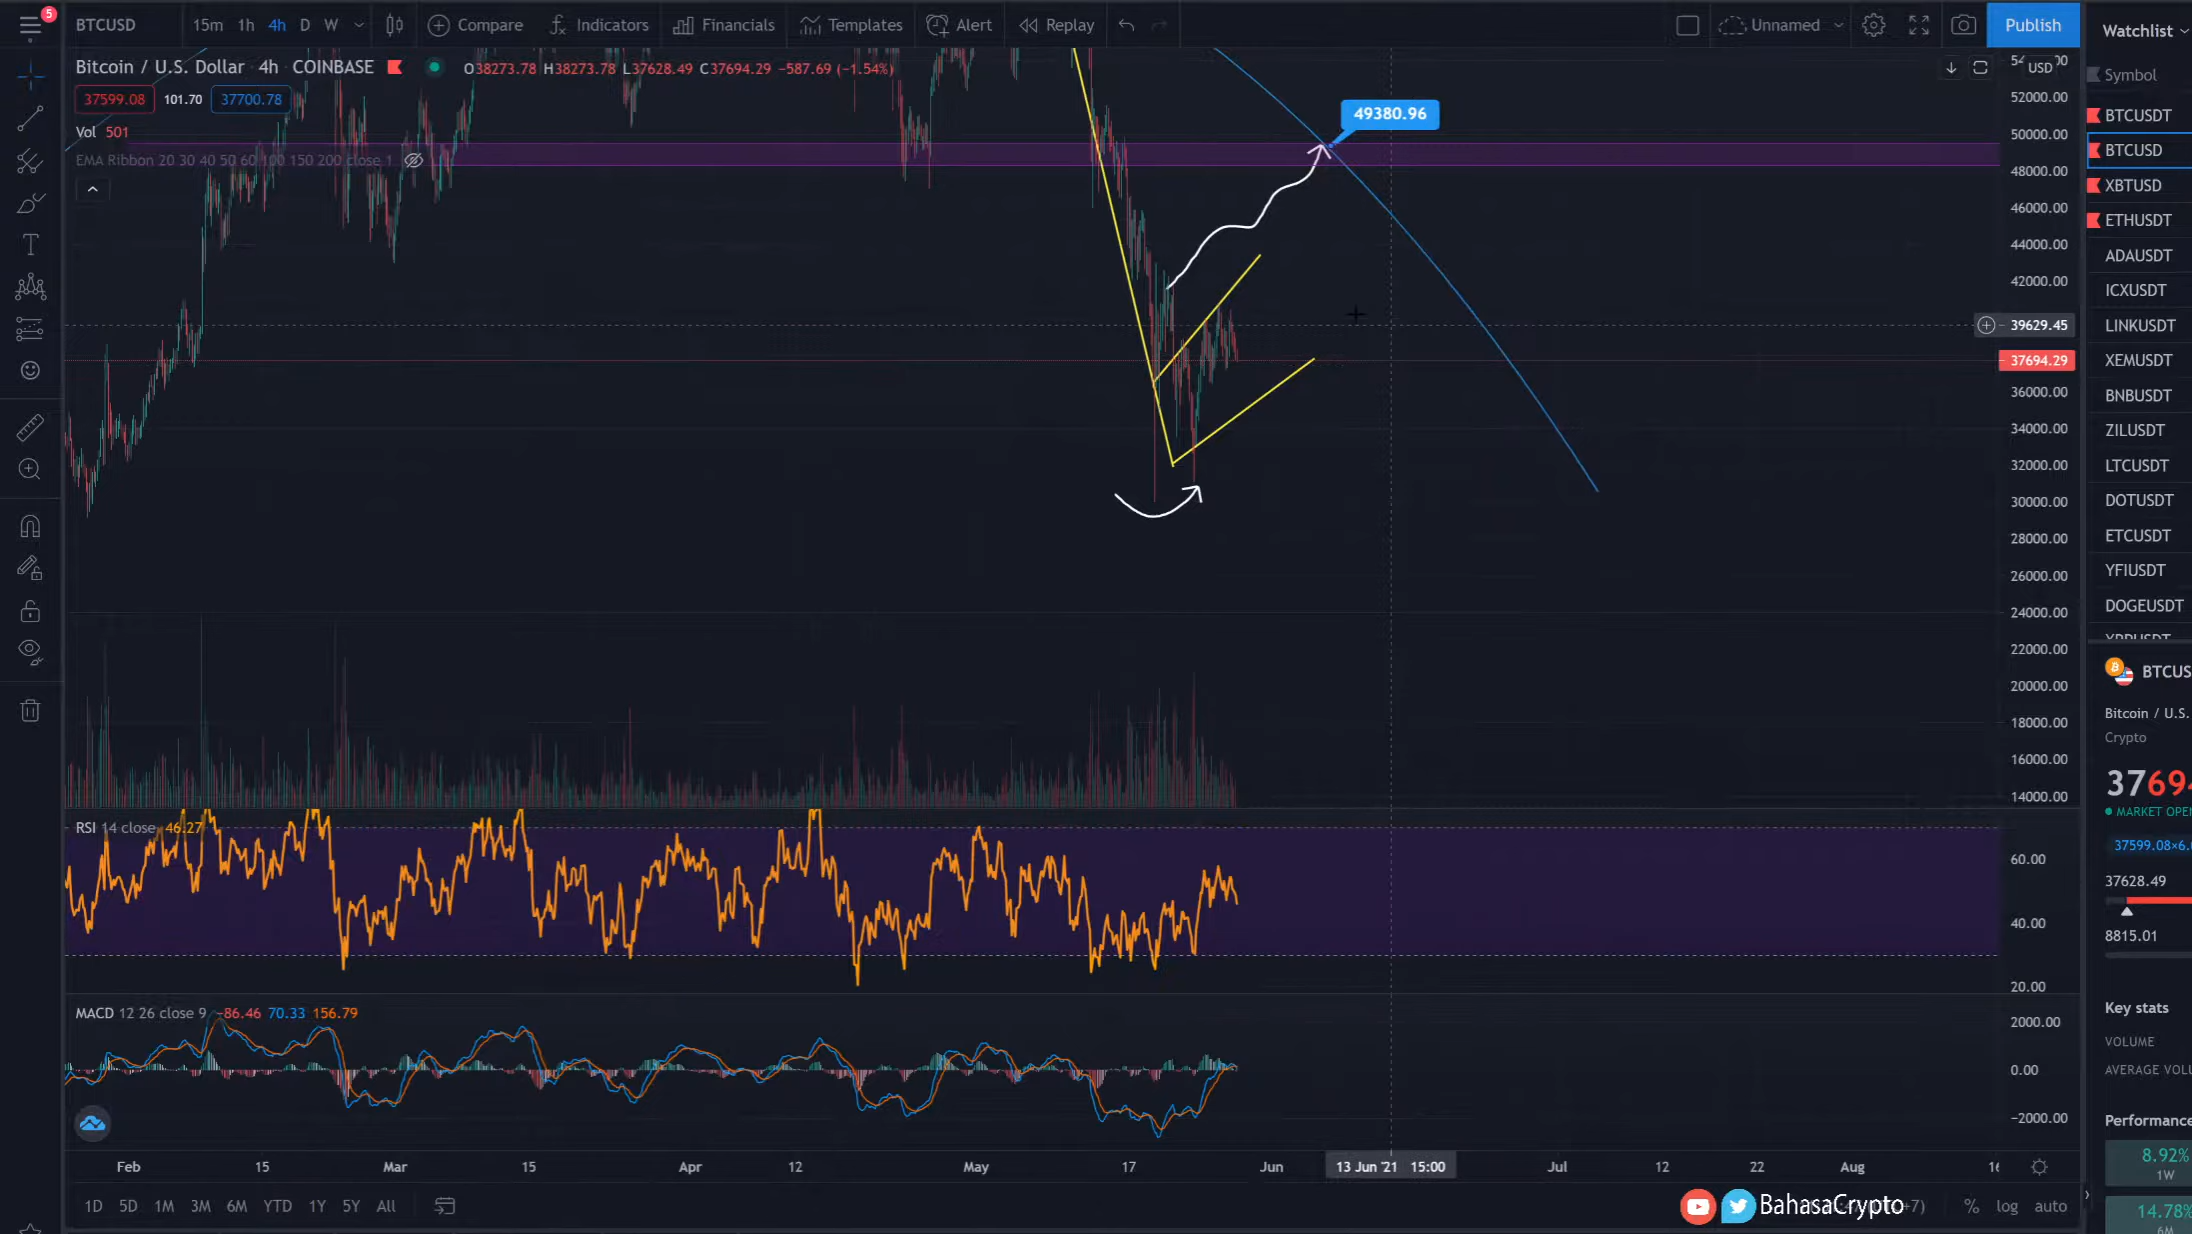 5
BTCUSD 15m 1h 4h D W Compare Indicators Financials Templates Alert Replay Unnamed Publish
Bitcoin / U.S. Dollar 4h COINBASE O38273.78 H38273.78 L37628.49 C37694.29 −587.69 (−1.54%)
37599.08 101.70 37700.78
Vol 501
EMA Ribbon 20 30 40 50 60 100 150 200 close 1
49380.96
USD
52000.00
50000.00
48000.00
46000.00
44000.00
42000.00
39629.45
37694.29
36000.00
34000.00
32000.00
30000.00
28000.00
26000.00
24000.00
22000.00
20000.00
18000.00
16000.00
14000.00
RSI 14 close 46.27
60.00
40.00
20.00
MACD 12 26 close 9 −86.46 70.33 156.79
2000.00
0.00
−2000.00
Feb 15 Mar 15 Apr 12 May 17 Jun 13 Jun '21 15:00 Jul 12 22 Aug
1D 5D 1M 3M 6M YTD 1Y 5Y All
BahasaCrypto
% log auto
Watchlist
Symbol
BTCUSDT
BTCUSD
XBTUSD
ETHUSDT
ADAUSDT
ICXUSDT
LINKUSDT
XEMUSDT
BNBUSDT
ZILUSDT
LTCUSDT
DOTUSDT
ETCUSDT
YFIUSDT
DOGEUSDT
BTCUS
Bitcoin / U.S.
Crypto
3769
MARKET OPEN
37599.08×6.
37628.49
8815.01
Key stats
VOLUME
AVERAGE VOLU
Performance
8.92%
1W
14.78%
6M